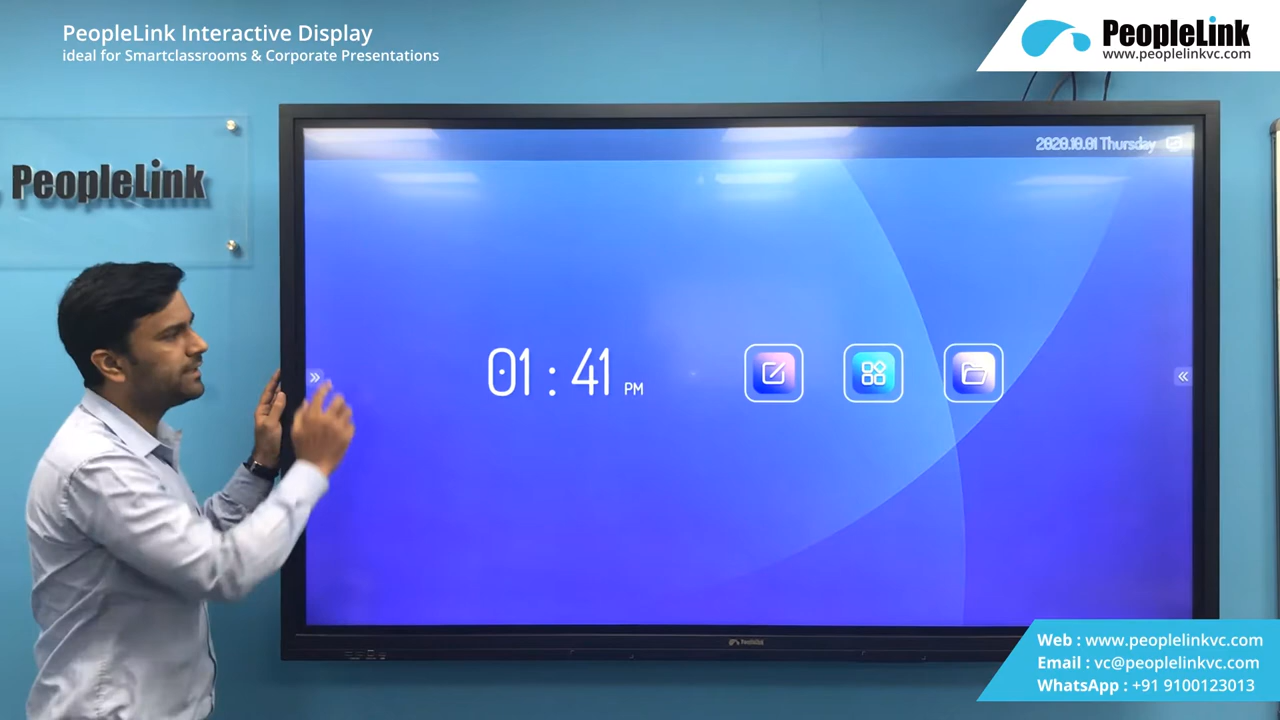 PeopleLink Interactive Display
ideal for Smartclassrooms & Corporate Presentations
PeopleLink
www.peoplelinkvc.com
2020.10.01 Thursday
PeopleLink
01 : 41 PM
PeopleLink
Web : www.peoplelinkvc.com
Email : vc@peoplelinkvc.com
WhatsApp : +91 9100123013